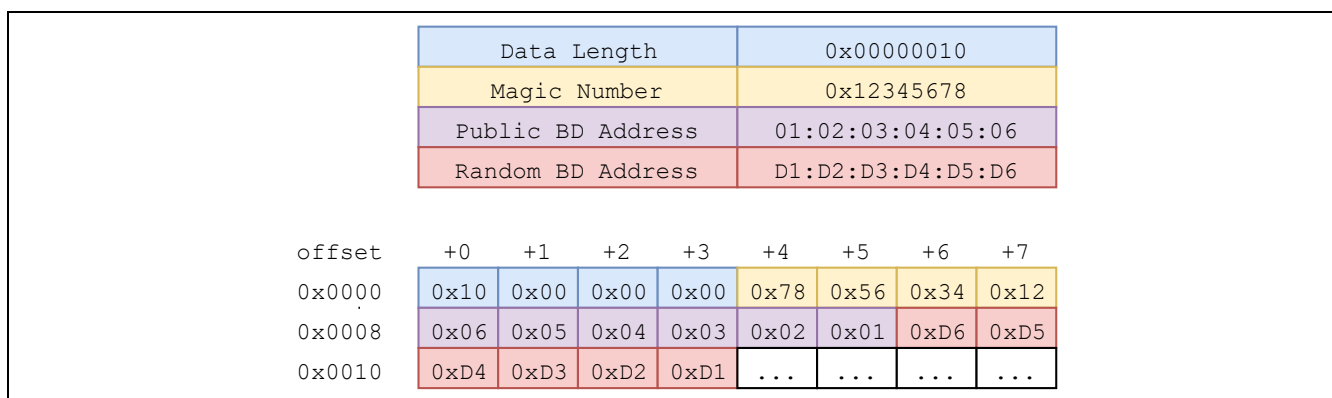 Data Length 0x00000010
Magic Number 0x12345678
Public BD Address 01:02:03:04:05:06
Random BD Address D1:D2:D3:D4:D5:D6
offset +0 +1 +2 +3 +4 +5 +6 +7
0x0000 0x10 0x00 0x00 0x00 0x78 0x56 0x34 0x12
0x0008 0x06 0x05 0x04 0x03 0x02 0x01 0xD6 0xD5
0x0010 0xD4 0xD3 0xD2 0xD1 ... ... ... ...